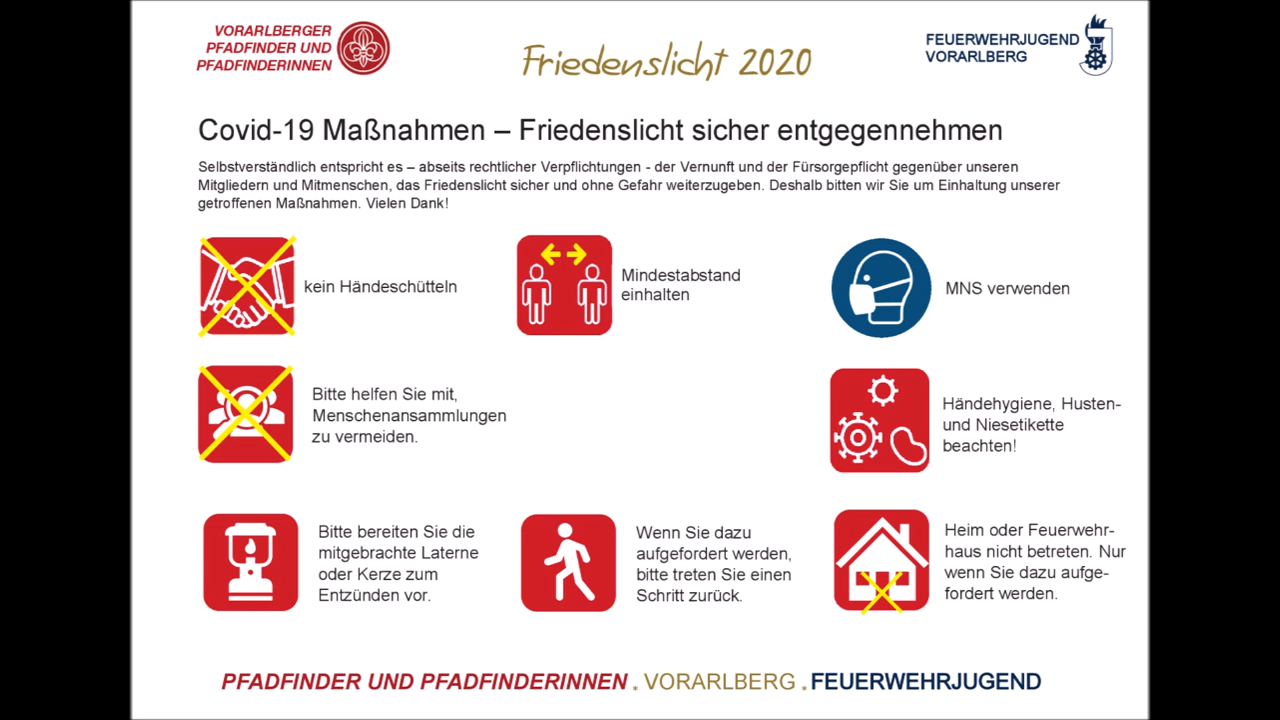 VORARLBERGER
PFADFINDER UND
PFADFINDERINNEN
Friedenslicht 2020
FEUERWEHRJUGEND
VORARLBERG
Covid-19 Maßnahmen – Friedenslicht sicher entgegennehmen
Selbstverständlich entspricht es – abseits rechtlicher Verpflichtungen - der Vernunft und der Fürsorgepflicht gegenüber unseren
Mitgliedern und Mitmenschen, das Friedenslicht sicher und ohne Gefahr weiterzugeben. Deshalb bitten wir Sie um Einhaltung unserer
getroffenen Maßnahmen. Vielen Dank!
kein Händeschütteln
Mindestabstand
einhalten
MNS verwenden
Bitte helfen Sie mit,
Menschenansammlungen
zu vermeiden.
Händehygiene, Husten-
und Niesetikette
beachten!
Bitte bereiten Sie die
mitgebrachte Laterne
oder Kerze zum
Entzünden vor.
Wenn Sie dazu
aufgefordert werden,
bitte treten Sie einen
Schritt zurück.
Heim oder Feuerwehr-
haus nicht betreten. Nur
wenn Sie dazu aufge-
fordert werden.
PFADFINDER UND PFADFINDERINNEN . VORARLBERG . FEUERWEHRJUGEND